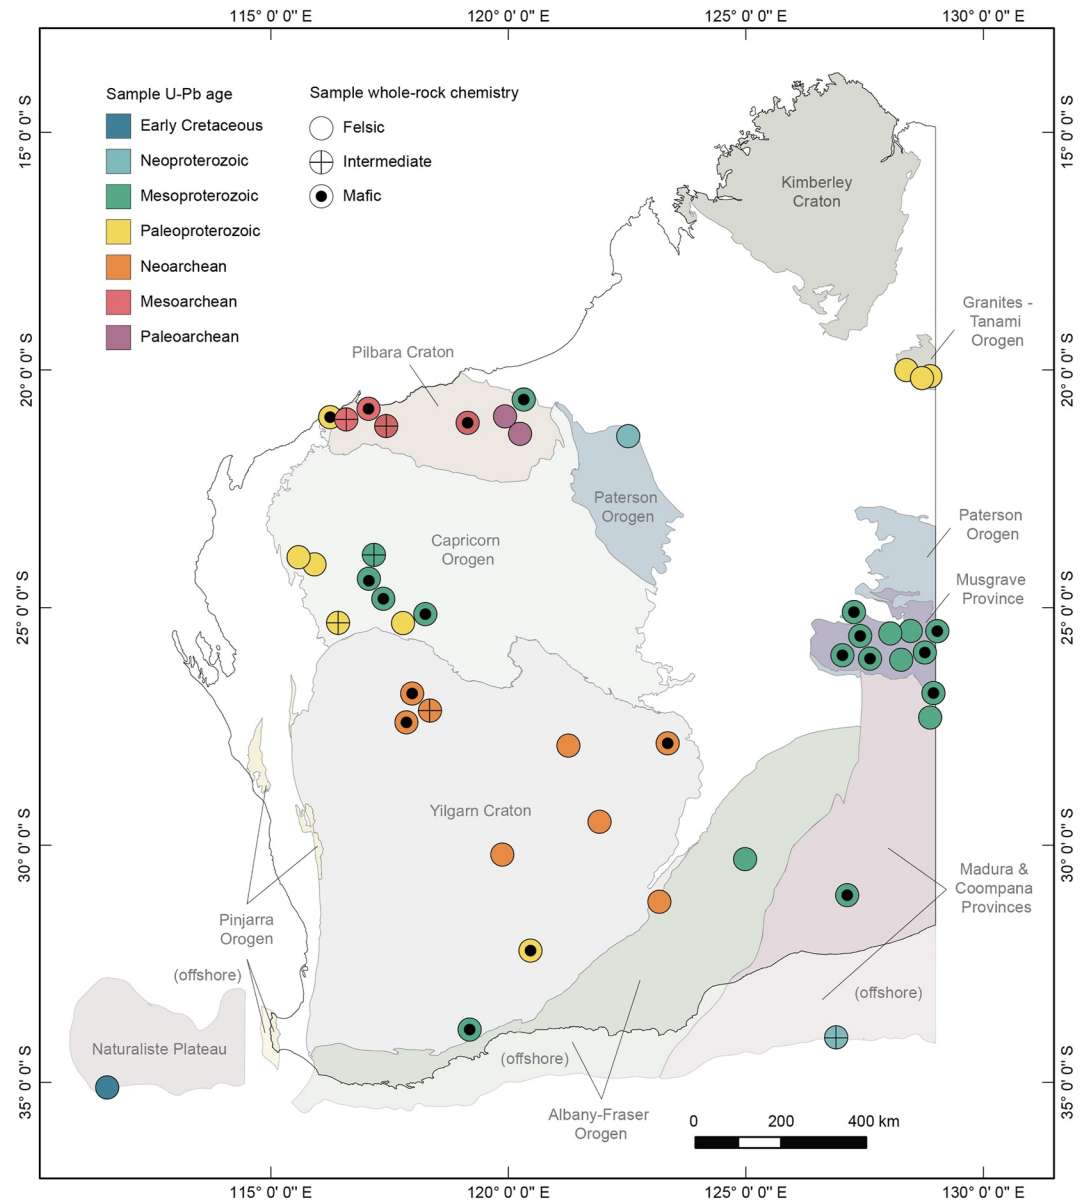 115° 0' 0" E
120° 0' 0" E
125° 0' 0" E
130° 0' 0" E
Sample U-Pb age
Early Cretaceous
Neoproterozoic
Mesoproterozoic
Paleoproterozoic
Neoarchean
Mesoarchean
Paleoarchean
Sample whole-rock chemistry
Felsic
Intermediate
Mafic
15° 0' 0" S
20° 0' 0" S
25° 0' 0" S
30° 0' 0" S
35° 0' 0" S
15° 0' 0" S
20° 0' 0" S
25° 0' 0" S
30° 0' 0" S
35° 0' 0" S
Kimberley
Craton
Granites -
Tanami
Orogen
Pilbara Craton
Paterson
Orogen
Capricorn
Orogen
Paterson
Orogen
Musgrave
Province
Yilgarn Craton
Madura &
Coompana
Provinces
Pinjarra
Orogen
(offshore)
(offshore)
Naturaliste Plateau
(offshore)
Albany-Fraser
Orogen
0
200
400 km
115° 0' 0" E
120° 0' 0" E
125° 0' 0" E
130° 0' 0" E